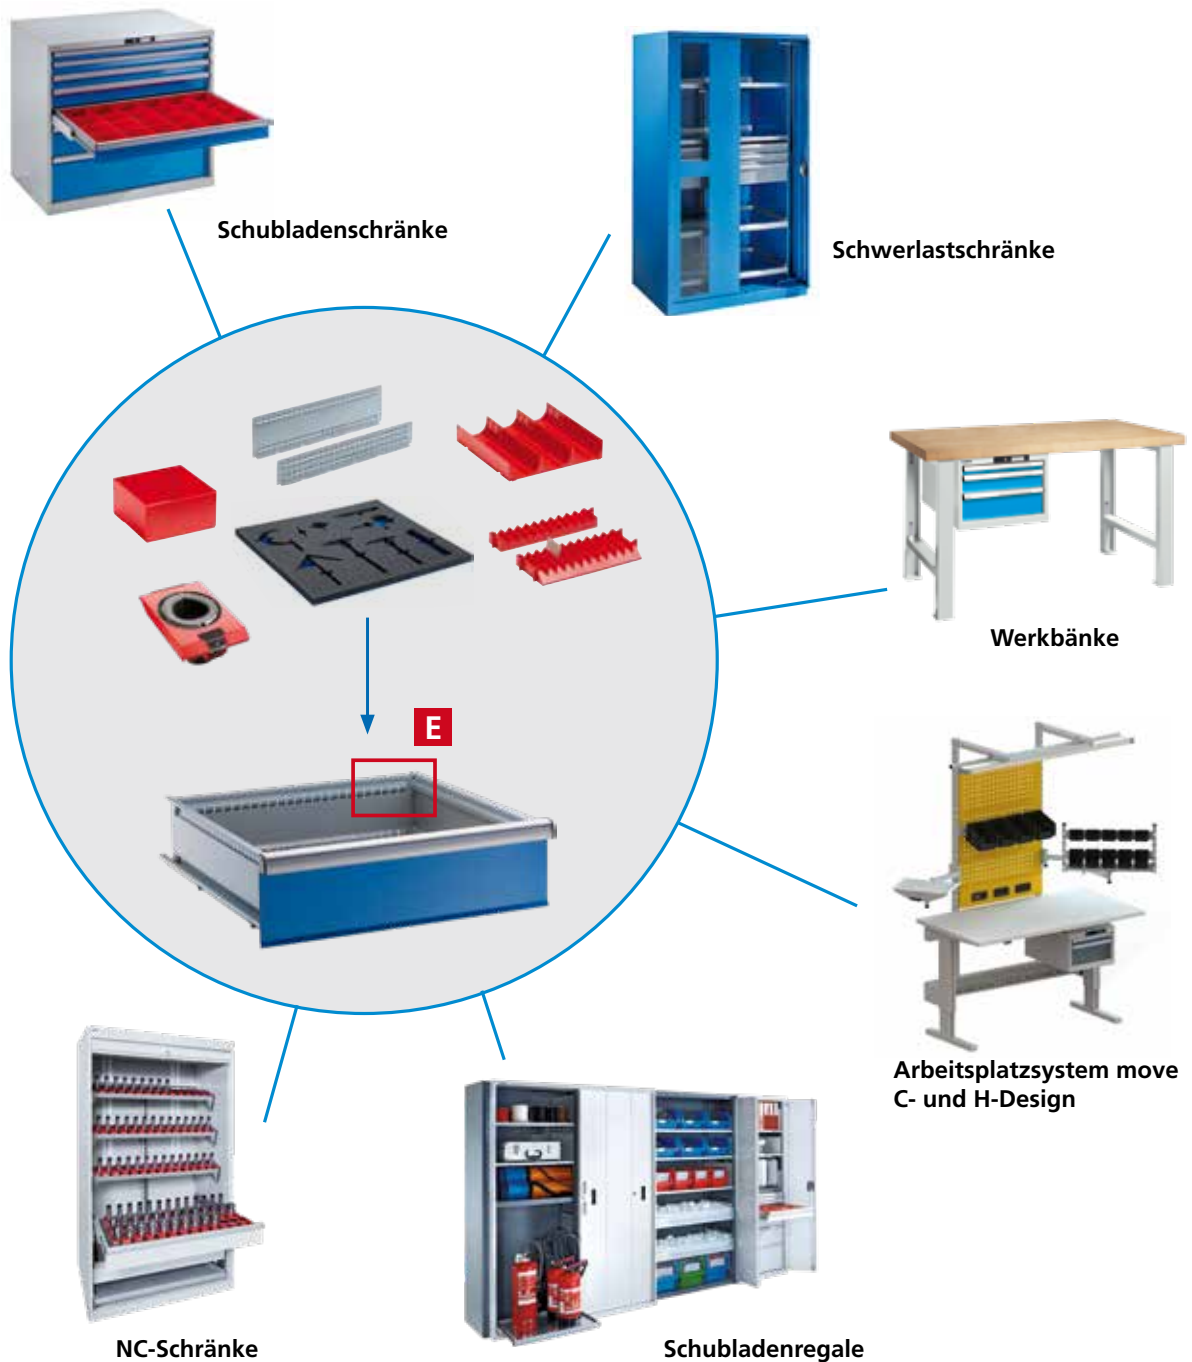 Schubladenschränke
Schwerlastschränke
Werkbänke
E
Arbeitsplatzsystem move
C- und H-Design
NC-Schränke
Schubladenregale